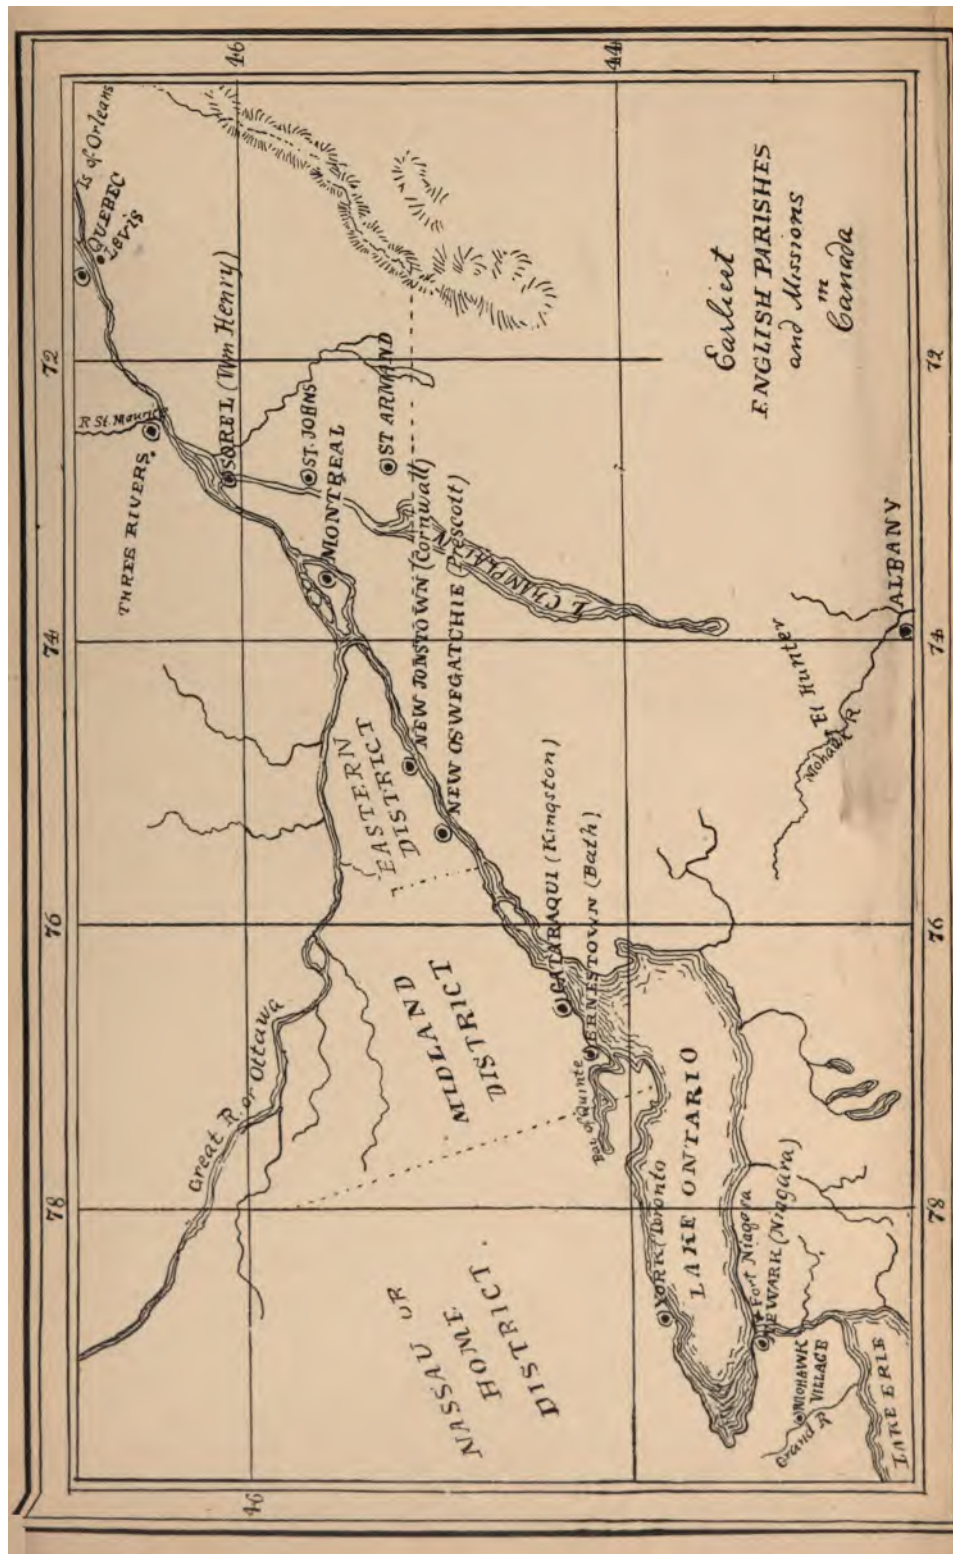 Earliest
ENGLISH PARISHES
and Missions
in
Canada
46
44
72
74
76
78
72
74
76
78
46
Is of Orleans
QUEBEC
Levis
R St. Maurice
THREE RIVERS.
SOREL (Wm Henry)
ST. JOHNS
ST ARMAND
MONTREAL
L CHAMPLAIN
NEW JONSTOWN (Cornwall)
NEW OSWEGATCHIE Prescott)
ALBANY
Ft Hunter
Mohawk R
EASTERN
DISTRICT
CATARAQUI (Kingston)
ERNESTOWN (Bath)
Great R. or Ottawa
MIDLAND
DISTRICT
Bay of Quinte
LAKE ONTARIO
YORK (Toronto
Fort Niagara
NEWARK (Niagara)
NASSAU OR
HOME
DISTRICT.
MOHAWK
VILLAGE
Grand R
LAKE ERIE